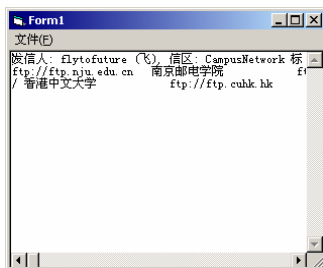 Form1
文件(F)
发信人: flytofuture (飞), 信区: CampusNetwork 标
ftp://ftp.nju.edu.cn 南京邮电学院 f
/ 香港中文大学 ftp://ftp.cuhk.hk